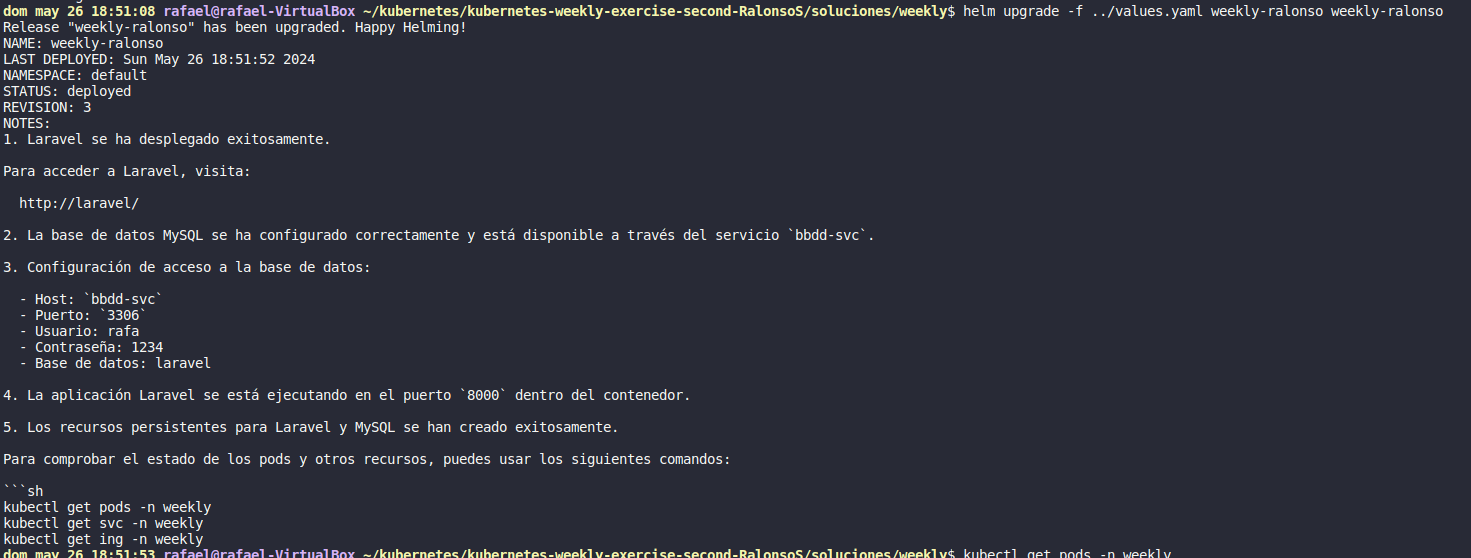 dom may 26 18:51:08 rafael@rafael-VirtualBox ~/kubernetes/kubernetes-weekly-exercise-second-RalonsoS/soluciones/weekly$ helm upgrade -f ../values.yaml weekly-ralonso weekly-ralonso
Release "weekly-ralonso" has been upgraded. Happy Helming!
NAME: weekly-ralonso
LAST DEPLOYED: Sun May 26 18:51:52 2024
NAMESPACE: default
STATUS: deployed
REVISION: 3
NOTES:
1. Laravel se ha desplegado exitosamente.
Para acceder a Laravel, visita:
http://laravel/
2. La base de datos MySQL se ha configurado correctamente y está disponible a través del servicio `bbdd-svc`.
3. Configuración de acceso a la base de datos:
- Host: `bbdd-svc`
- Puerto: `3306`
- Usuario: rafa
- Contraseña: 1234
- Base de datos: laravel
4. La aplicación Laravel se está ejecutando en el puerto `8000` dentro del contenedor.
5. Los recursos persistentes para Laravel y MySQL se han creado exitosamente.
Para comprobar el estado de los pods y otros recursos, puedes usar los siguientes comandos:
```sh
kubectl get pods -n weekly
kubectl get svc -n weekly
kubectl get ing -n weekly
dom may 26 18:51:53 rafael@rafael-VirtualBox ~/kubernetes/kubernetes-weekly-exercise-second-RalonsoS/soluciones/weekly$ kubectl get pods -n weekly